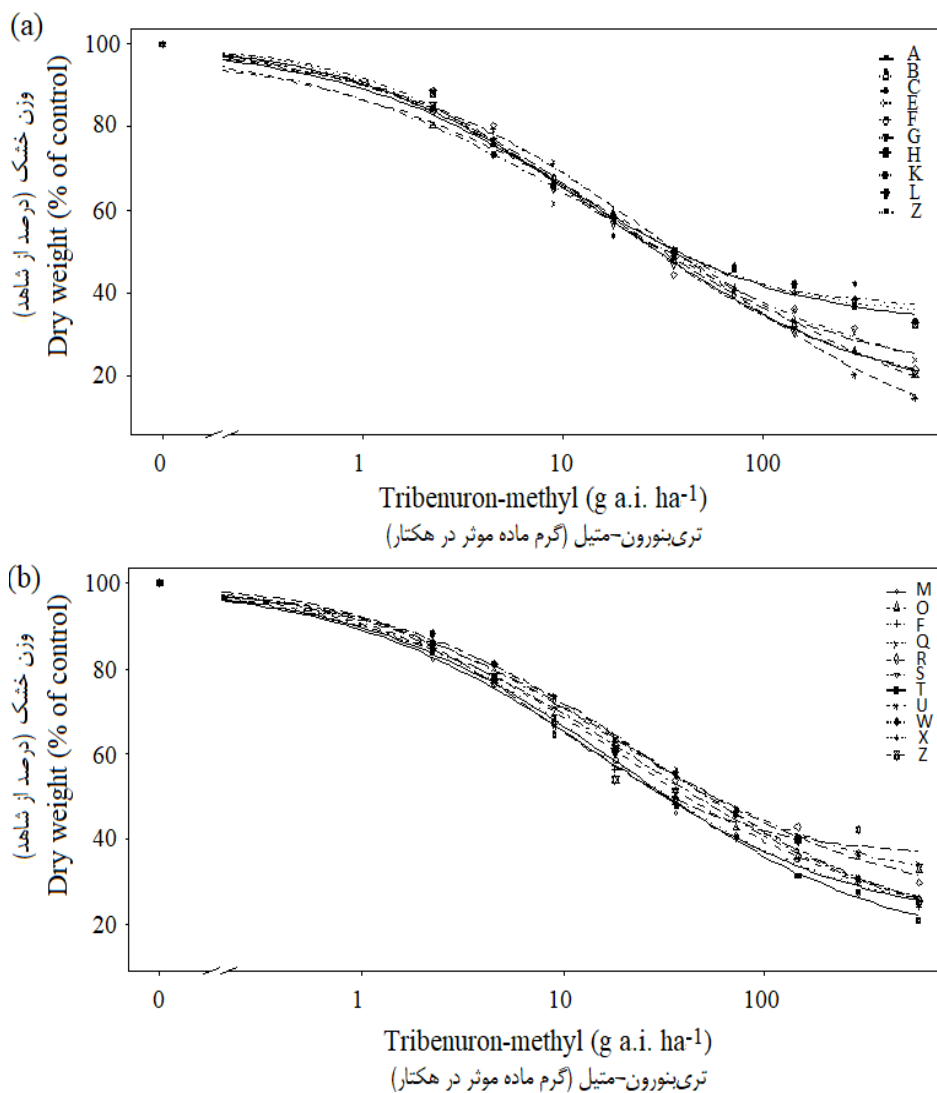 (a)
وزن خشک (درصد از شاهد)
Dry weight (% of control)
100
80
60
40
20
0
1
10
100
A
B
C
E
F
G
H
K
L
Z
Tribenuron-methyl (g a.i. ha-1)
تری‌بنورون-متیل (گرم ماده موثر در هکتار)
(b)
وزن خشک (درصد از شاهد)
Dry weight (% of control)
100
80
60
40
20
0
1
10
100
M
O
F
Q
R
S
T
U
W
X
Z
Tribenuron-methyl (g a.i. ha-1)
تری‌بنورون-متیل (گرم ماده موثر در هکتار)